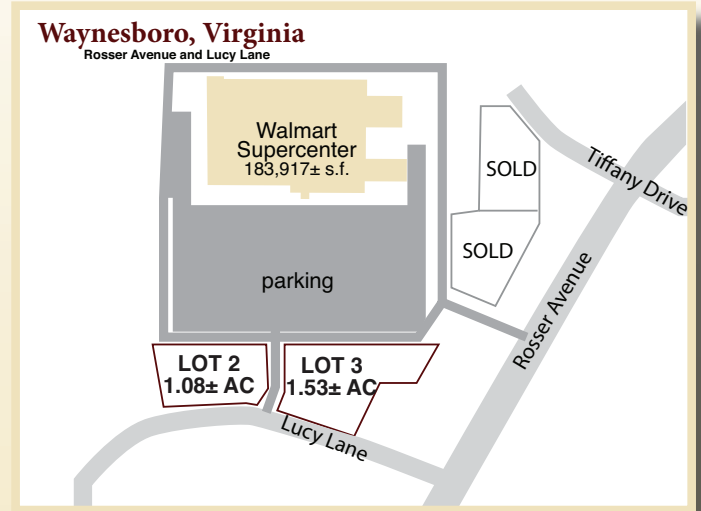 Waynesboro, Virginia
Rosser Avenue and Lucy Lane
Walmart
Supercenter
183,917± s.f.
SOLD
Tiffany Drive
SOLD
parking
Rosser Avenue
LOT 2
1.08± AC
LOT 3
1.53± AC
Lucy Lane